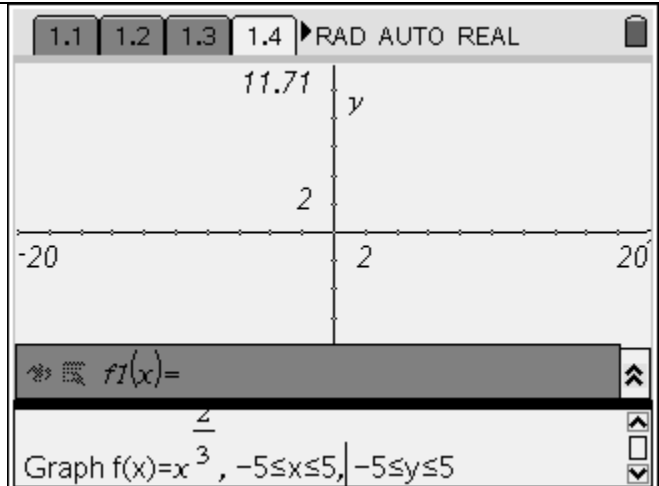 1.1 1.2 1.3 1.4 RAD AUTO REAL
11.71
y
2
-20 2 20
f1(x)=
Graph f(x)=x^(2/3) , -5≤x≤5, -5≤y≤5